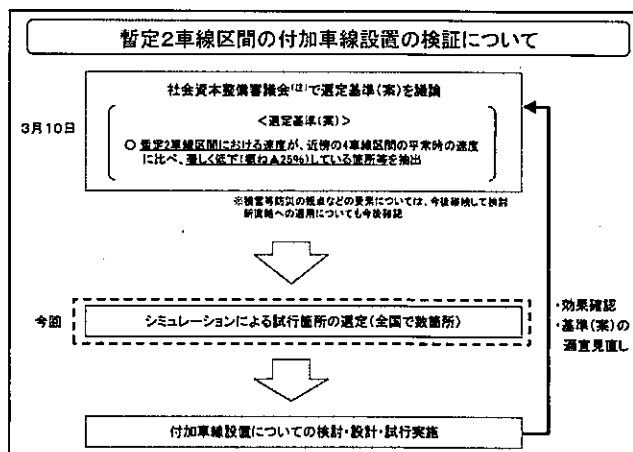 暫定2車線区間の付加車線設置の検証について
3月10日
社会資本整備審議会(注)で選定基準(案)を議論
<選定基準(案)>
○ 暫定2車線区間における速度が、近傍の4車線区間の平常時の速度
に比べ、著しく低下(概ね▲25%)している箇所等を抽出
※積雪等防災の観点などの要素については、今後継続して検討
新直轄への適用についても今後確認
今回
シミュレーションによる試行箇所の選定(全国で数箇所)
・効果確認
・基準(案)の
適宜見直し
付加車線設置についての検討・設計・試行実施